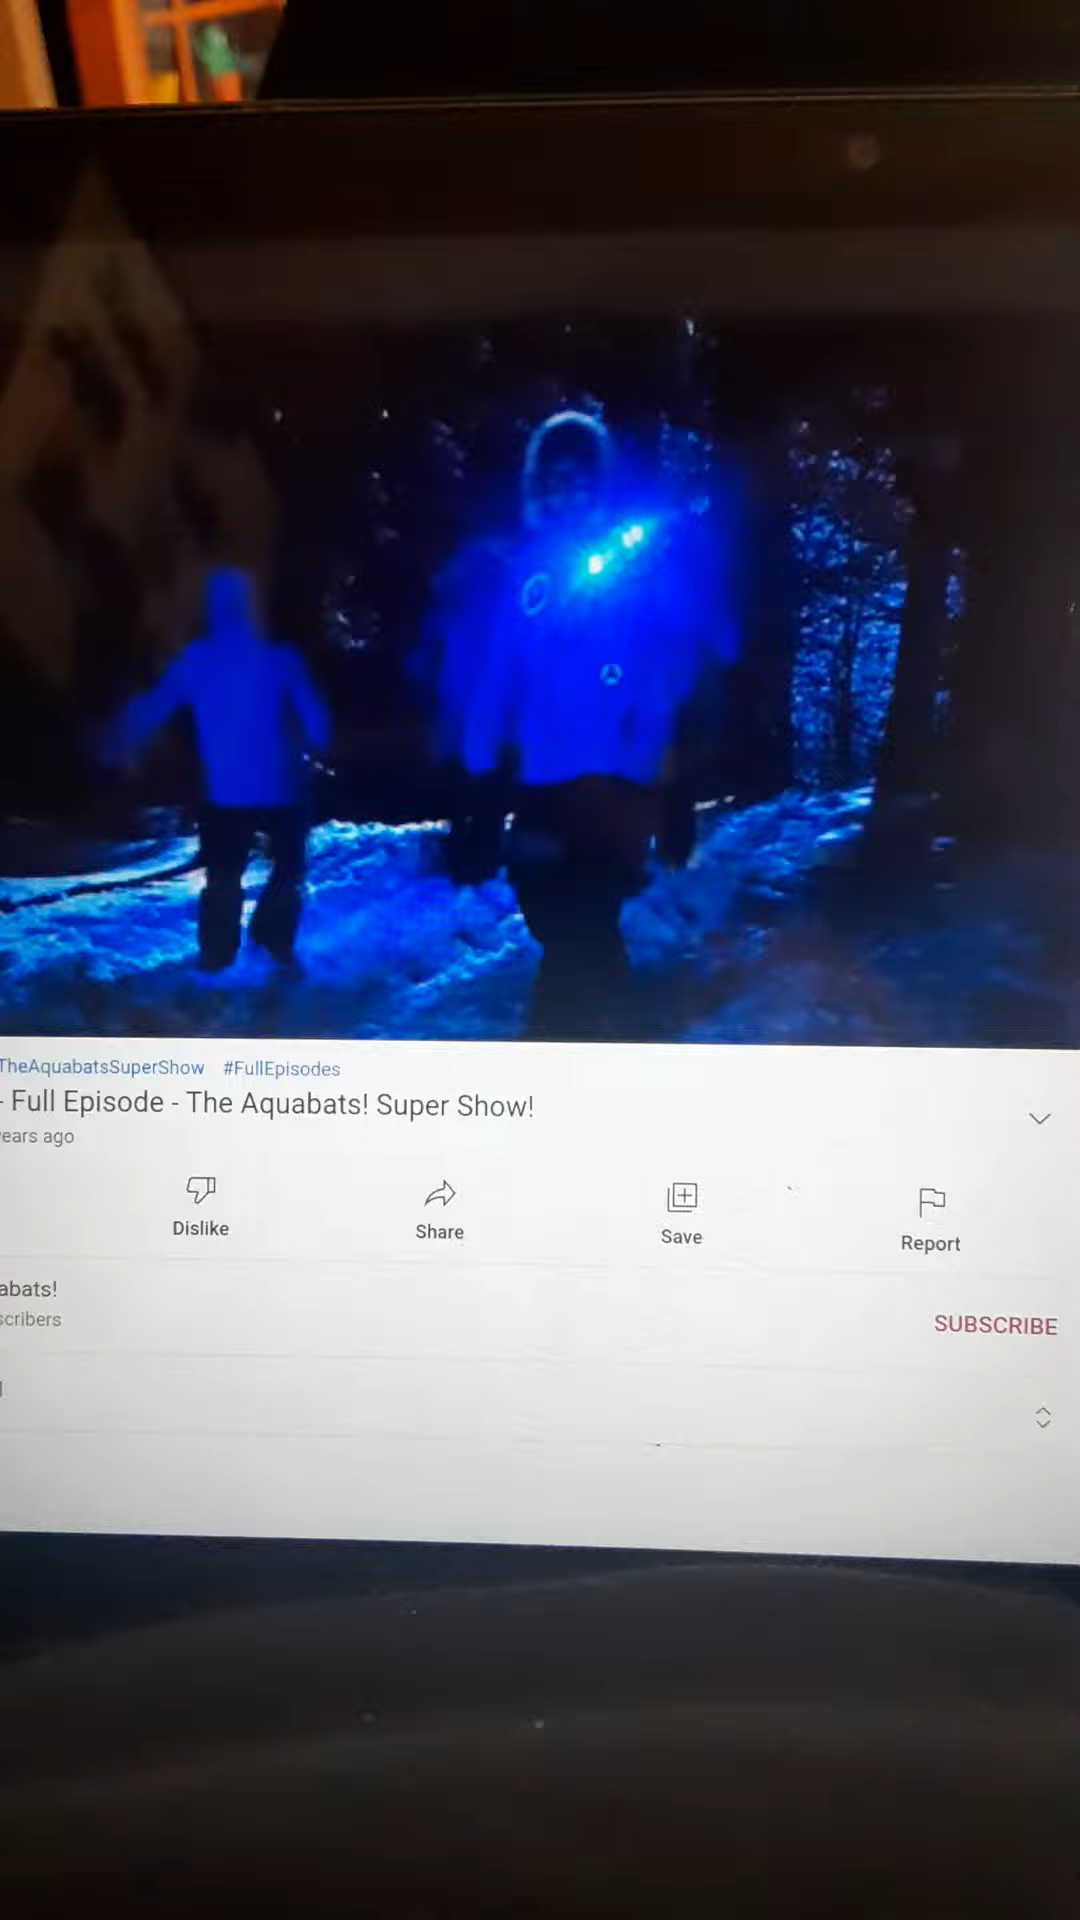 TheAquabatsSuperShow #FullEpisodes
- Full Episode - The Aquabats! Super Show!
ears ago
Dislike
Share
Save
Report
abats!
scribers
SUBSCRIBE